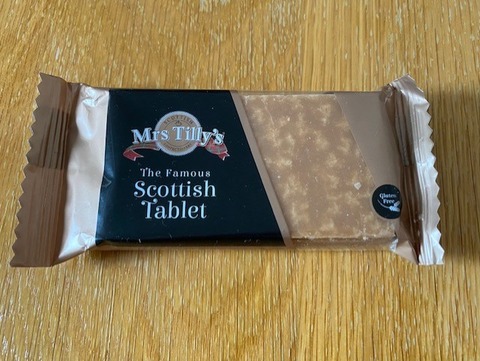 Mrs Tilly's
The Famous
Scottish
Tablet
Gluten
Free